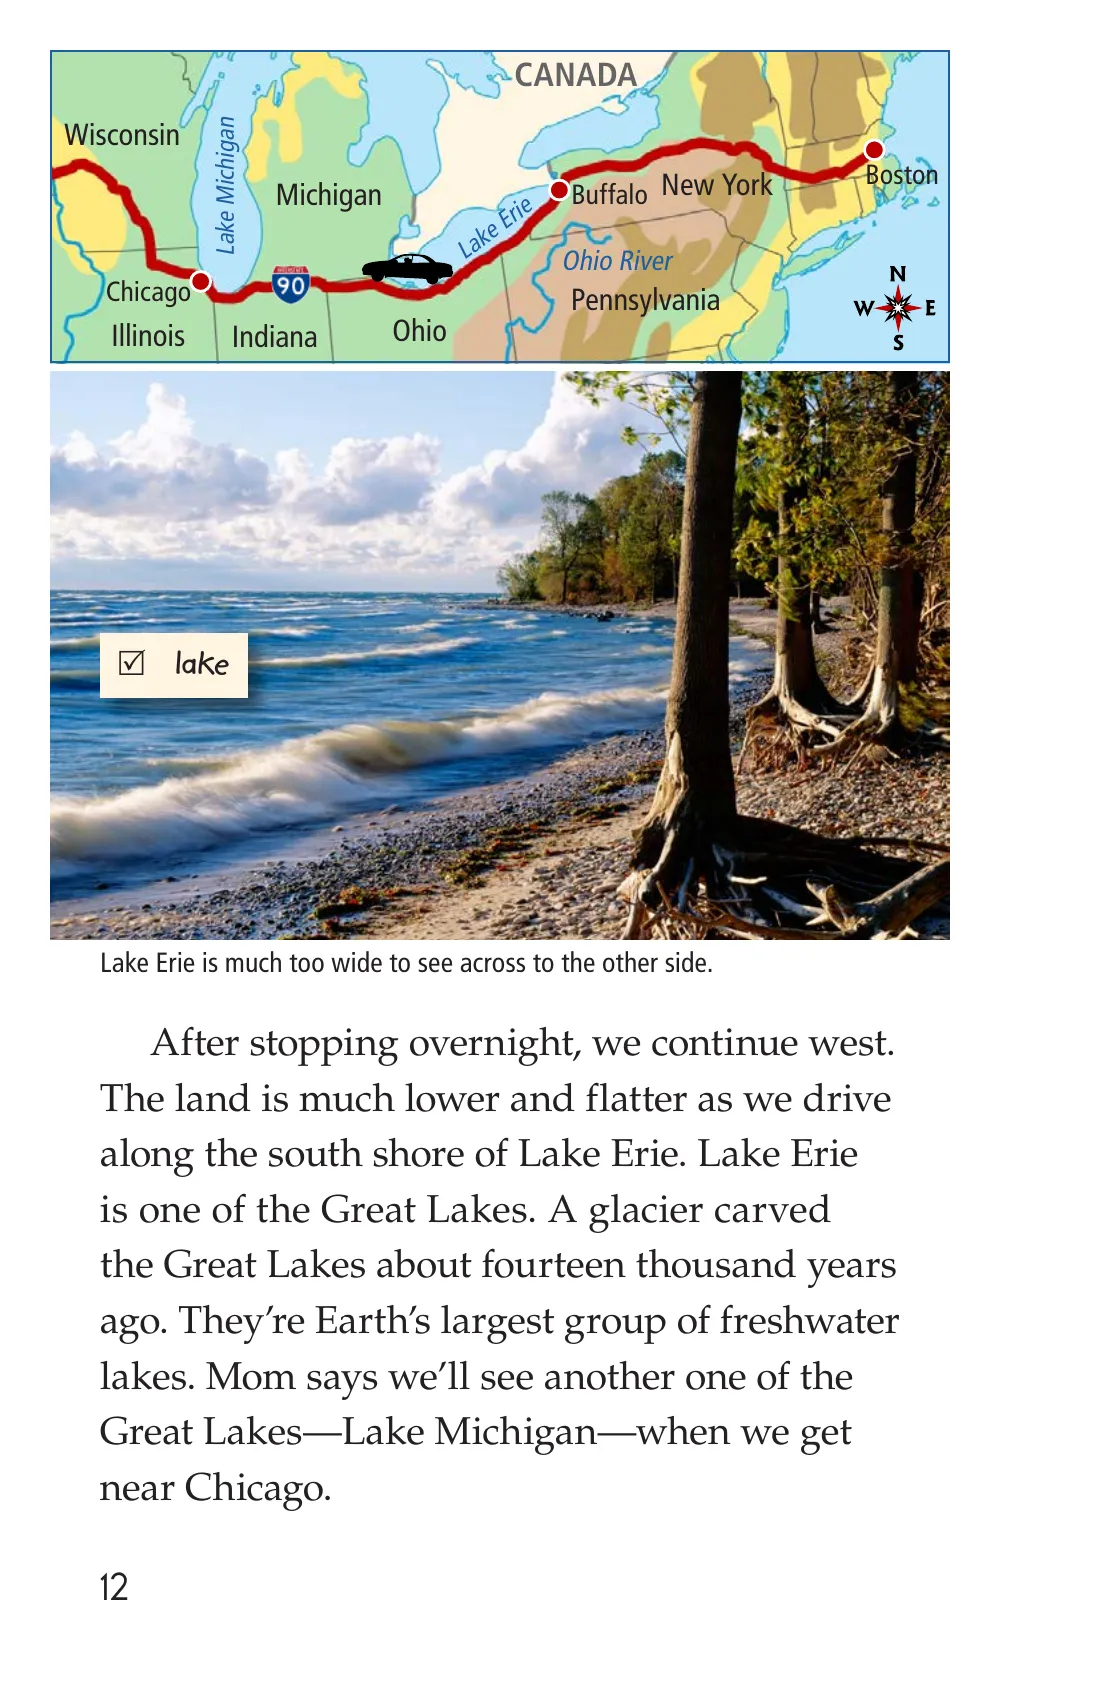 CANADA
Wisconsin
Lake Michigan
Michigan
Boston
Buffalo
New York
Lake Erie
Ohio River
Chicago
INTERSTATE
90
Pennsylvania
N
W E
S
Illinois
Indiana
Ohio
☑ lake
Lake Erie is much too wide to see across to the other side.
After stopping overnight, we continue west.
The land is much lower and flatter as we drive
along the south shore of Lake Erie. Lake Erie
is one of the Great Lakes. A glacier carved
the Great Lakes about fourteen thousand years
ago. They’re Earth’s largest group of freshwater
lakes. Mom says we’ll see another one of the
Great Lakes—Lake Michigan—when we get
near Chicago.
12